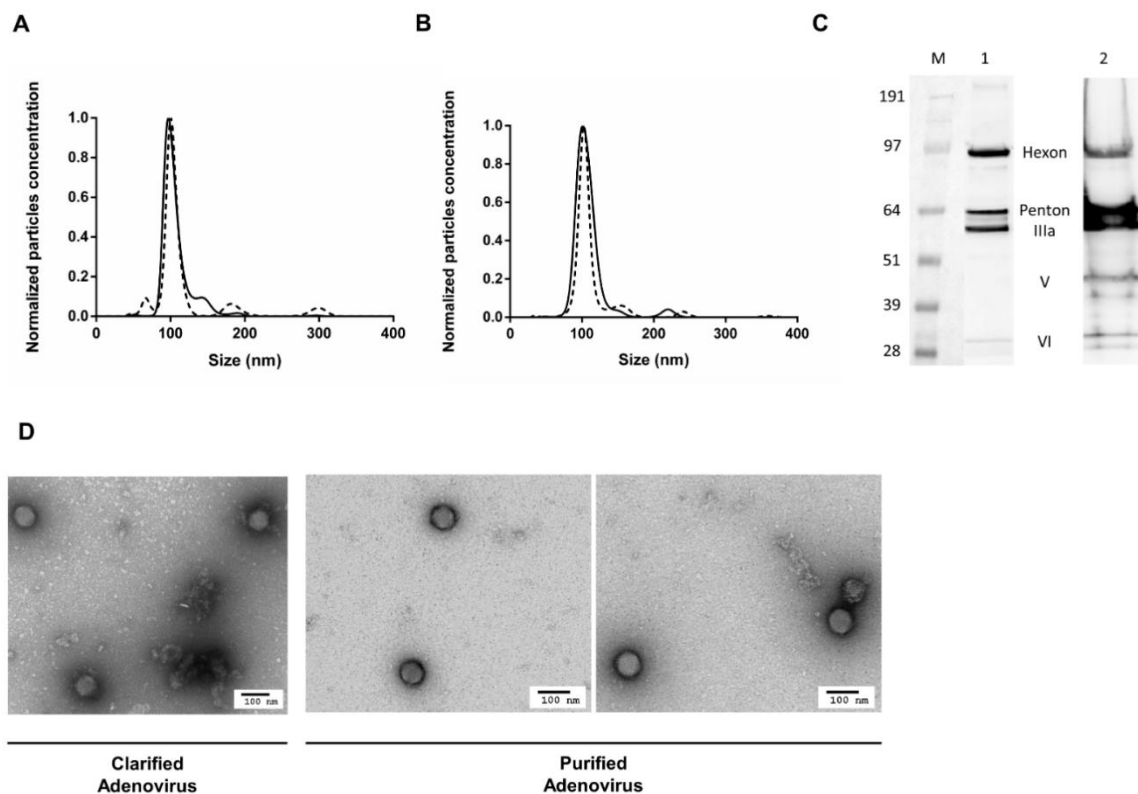 A
B
C
Normalized particles concentration
1.0
0.8
0.6
0.4
0.2
0.0
0
100
200
300
400
Size (nm)
Normalized particles concentration
1.0
0.8
0.6
0.4
0.2
0.0
0
100
200
300
400
Size (nm)
M
1
2
191
97
64
51
39
28
Hexon
Penton
IIIa
V
VI
D
100 nm
100 nm
100 nm
Clarified
Adenovirus
Purified
Adenovirus